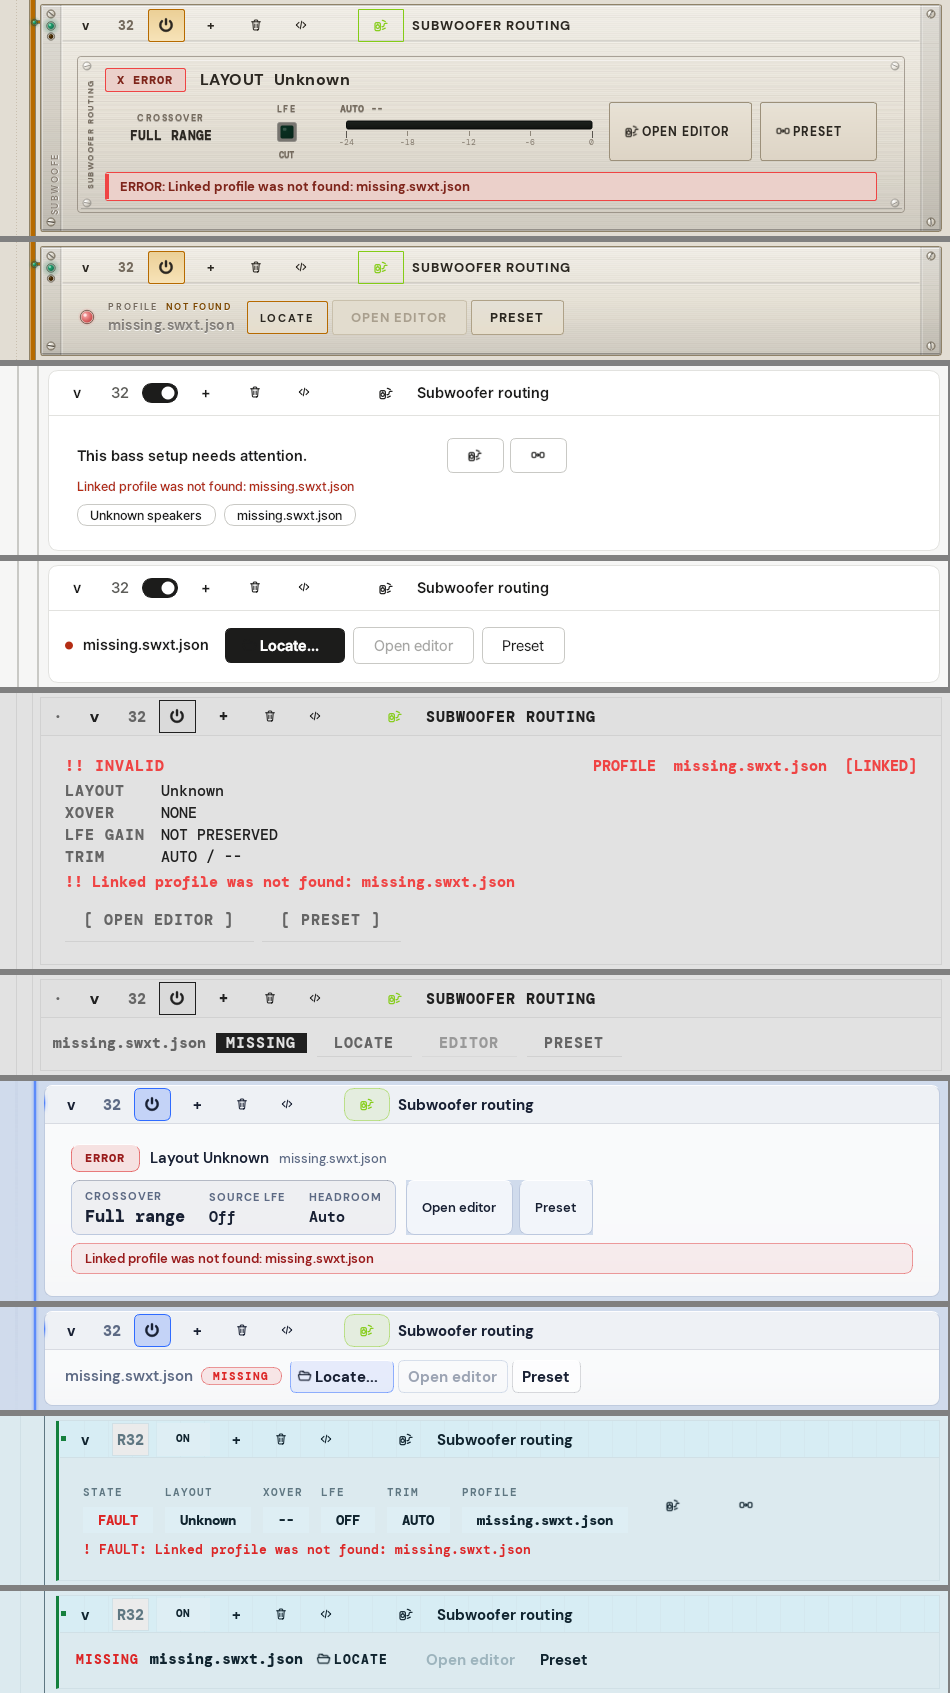 v 32 + </> SUBWOOFER ROUTING
SUBWOOFE
SUBWOOFER ROUTING
X ERROR LAYOUT Unknown
CROSSOVER
FULL RANGE
LFE
CUT
AUTO --
-24 -18 -12 -6 0
OPEN EDITOR
PRESET
ERROR: Linked profile was not found: missing.swxt.json
v 32 + </> SUBWOOFER ROUTING
PROFILE NOT FOUND
missing.swxt.json
LOCATE OPEN EDITOR PRESET
v 32 + </> Subwoofer routing
This bass setup needs attention.
Linked profile was not found: missing.swxt.json
Unknown speakers missing.swxt.json
v 32 + </> Subwoofer routing
missing.swxt.json Locate... Open editor Preset
· v 32 + </> SUBWOOFER ROUTING
!! INVALID PROFILE missing.swxt.json [LINKED]
LAYOUT Unknown
XOVER NONE
LFE GAIN NOT PRESERVED
TRIM AUTO / --
!! Linked profile was not found: missing.swxt.json
[ OPEN EDITOR ] [ PRESET ]
· v 32 + </> SUBWOOFER ROUTING
missing.swxt.json MISSING LOCATE EDITOR PRESET
v 32 + </> Subwoofer routing
ERROR Layout Unknown missing.swxt.json
CROSSOVER SOURCE LFE HEADROOM
Full range Off Auto
Open editor Preset
Linked profile was not found: missing.swxt.json
v 32 + </> Subwoofer routing
missing.swxt.json MISSING Locate... Open editor Preset
v R32 ON + </> Subwoofer routing
STATE LAYOUT XOVER LFE TRIM PROFILE
FAULT Unknown -- OFF AUTO missing.swxt.json
! FAULT: Linked profile was not found: missing.swxt.json
v R32 ON + </> Subwoofer routing
MISSING missing.swxt.json LOCATE Open editor Preset